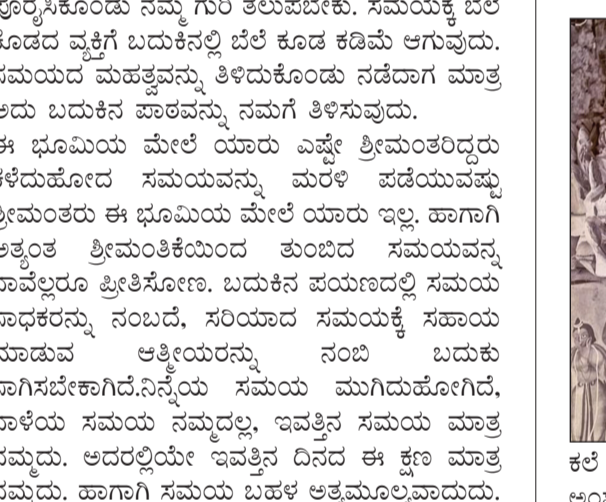 ಪೂರೈಸಿಕೊಂಡು ನಮ್ಮ ಗುರಿ ತಲುಪಬೇಕು. ಸಮಯಕ್ಕೆ ಬೆಲೆ
ಕೊಡದ ವ್ಯಕ್ತಿಗೆ ಬದುಕಿನಲ್ಲಿ ಬೆಲೆ ಕೂಡ ಕಡಿಮೆ ಆಗುವುದು.
ಸಮಯದ ಮಹತ್ವವನ್ನು ತಿಳಿದುಕೊಂಡು ನಡೆದಾಗ ಮಾತ್ರ
ಅದು ಬದುಕಿನ ಪಾಠವನ್ನು ನಮಗೆ ತಿಳಿಸುವುದು.
ಈ ಭೂಮಿಯ ಮೇಲೆ ಯಾರು ಎಷ್ಟೇ ಶ್ರೀಮಂತರಿದ್ದರು
ಕಳೆದುಹೋದ ಸಮಯವನ್ನು ಮರಳಿ ಪಡೆಯುವಷ್ಟು
ಶ್ರೀಮಂತರು ಈ ಭೂಮಿಯ ಮೇಲೆ ಯಾರು ಇಲ್ಲ. ಹಾಗಾಗಿ
ಅತ್ಯಂತ ಶ್ರೀಮಂತಿಕೆಯಿಂದ ತುಂಬಿದ ಸಮಯವನ್ನ
ನಾವೆಲ್ಲರೂ ಪ್ರೀತಿಸೋಣ. ಬದುಕಿನ ಪಯಣದಲ್ಲಿ ಸಮಯ
ಸಾಧಕರನ್ನು ನಂಬದೆ, ಸರಿಯಾದ ಸಮಯಕ್ಕೆ ಸಹಾಯ
ಮಾಡುವ ಆತ್ಮೀಯರನ್ನು ನಂಬಿ ಬದುಕು
ಸಾಗಿಸಬೇಕಾಗಿದೆ.ನಿನ್ನೆಯ ಸಮಯ ಮುಗಿದುಹೋಗಿದೆ,
ನಾಳೆಯ ಸಮಯ ನಮ್ಮದಲ್ಲ, ಇವತ್ತಿನ ಸಮಯ ಮಾತ್ರ
ನಮ್ಮದು. ಅದರಲ್ಲಿಯೇ ಇವತ್ತಿನ ದಿನದ ಈ ಕ್ಷಣ ಮಾತ್ರ
ನಮ್ಮದು. ಹಾಗಾಗಿ ಸಮಯ ಬಹಳ ಅತ್ಯಮೂಲ್ಯವಾದುದು.
ಕಲೆ